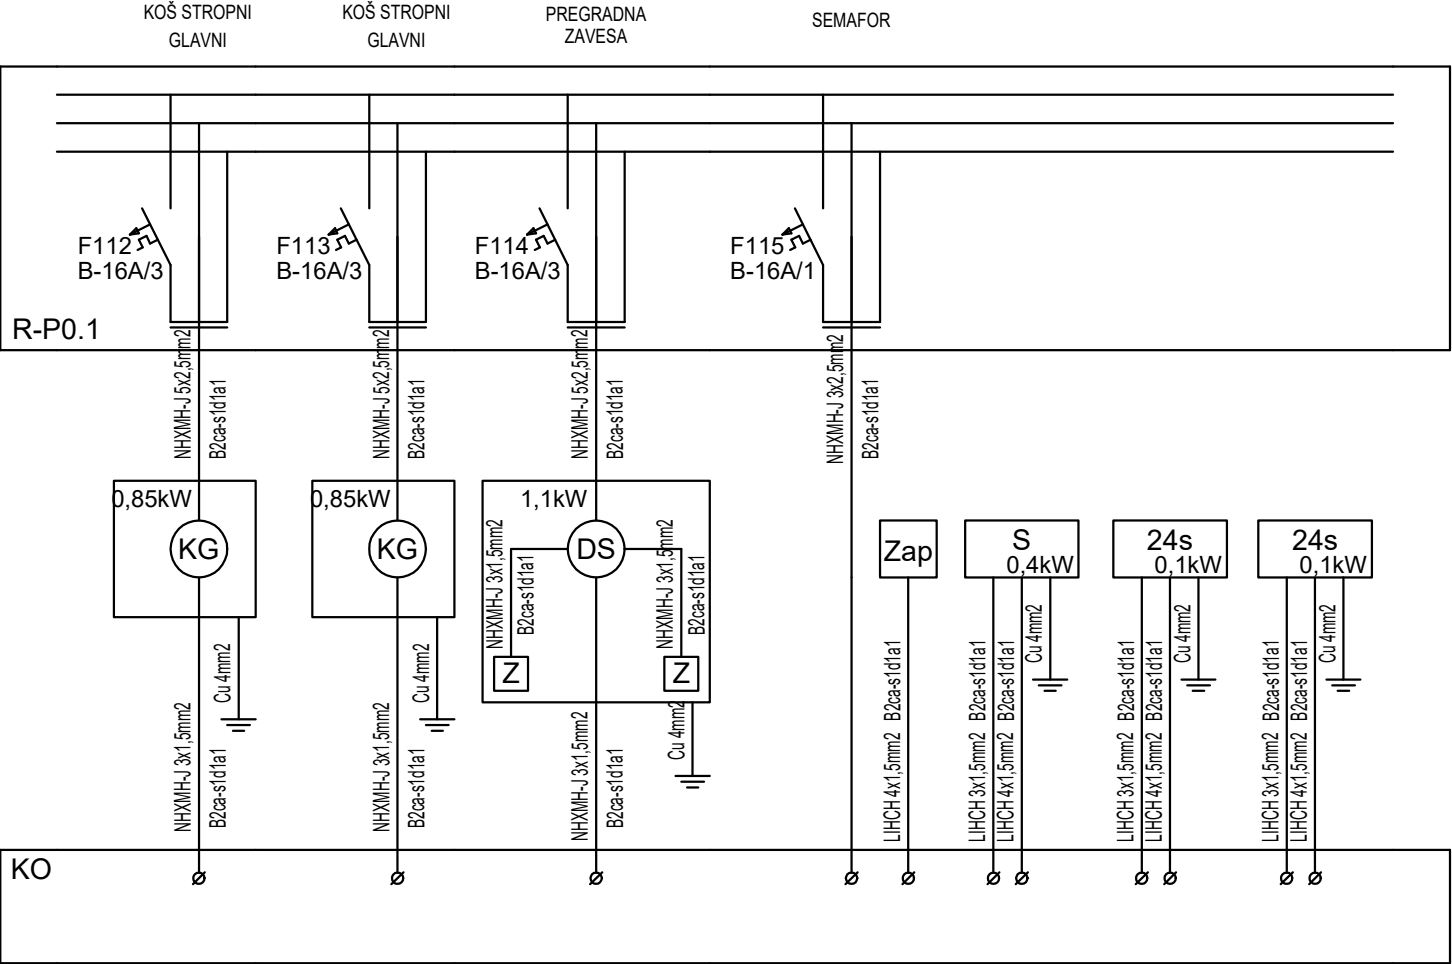 KOŠ STROPNI
GLAVNI
KOŠ STROPNI
GLAVNI
PREGRADNA
ZAVESA
SEMAFOR
F112
B-16A/3
F113
B-16A/3
F114
B-16A/3
F115
B-16A/1
R-P0.1
NHXMH-J 5x2,5mm2
B2ca-s1d1a1
NHXMH-J 5x2,5mm2
B2ca-s1d1a1
NHXMH-J 5x2,5mm2
B2ca-s1d1a1
NHXMH-J 3x2,5mm2
B2ca-s1d1a1
0,85kW
KG
0,85kW
KG
1,1kW
DS
NHXMH-J 3x1,5mm2
B2ca-s1d1a1
NHXMH-J 3x1,5mm2
B2ca-s1d1a1
Z
Z
Zap
S
0,4kW
24s
0,1kW
24s
0,1kW
Cu 4mm2
Cu 4mm2
Cu 4mm2
Cu 4mm2
Cu 4mm2
Cu 4mm2
NHXMH-J 3x1,5mm2
B2ca-s1d1a1
NHXMH-J 3x1,5mm2
B2ca-s1d1a1
NHXMH-J 3x1,5mm2
B2ca-s1d1a1
LIHCH 4x1,5mm2 B2ca-s1d1a1
LIHCH 3x1,5mm2 B2ca-s1d1a1
LIHCH 4x1,5mm2 B2ca-s1d1a1
LIHCH 3x1,5mm2 B2ca-s1d1a1
LIHCH 4x1,5mm2 B2ca-s1d1a1
LIHCH 3x1,5mm2 B2ca-s1d1a1
LIHCH 4x1,5mm2 B2ca-s1d1a1
KO